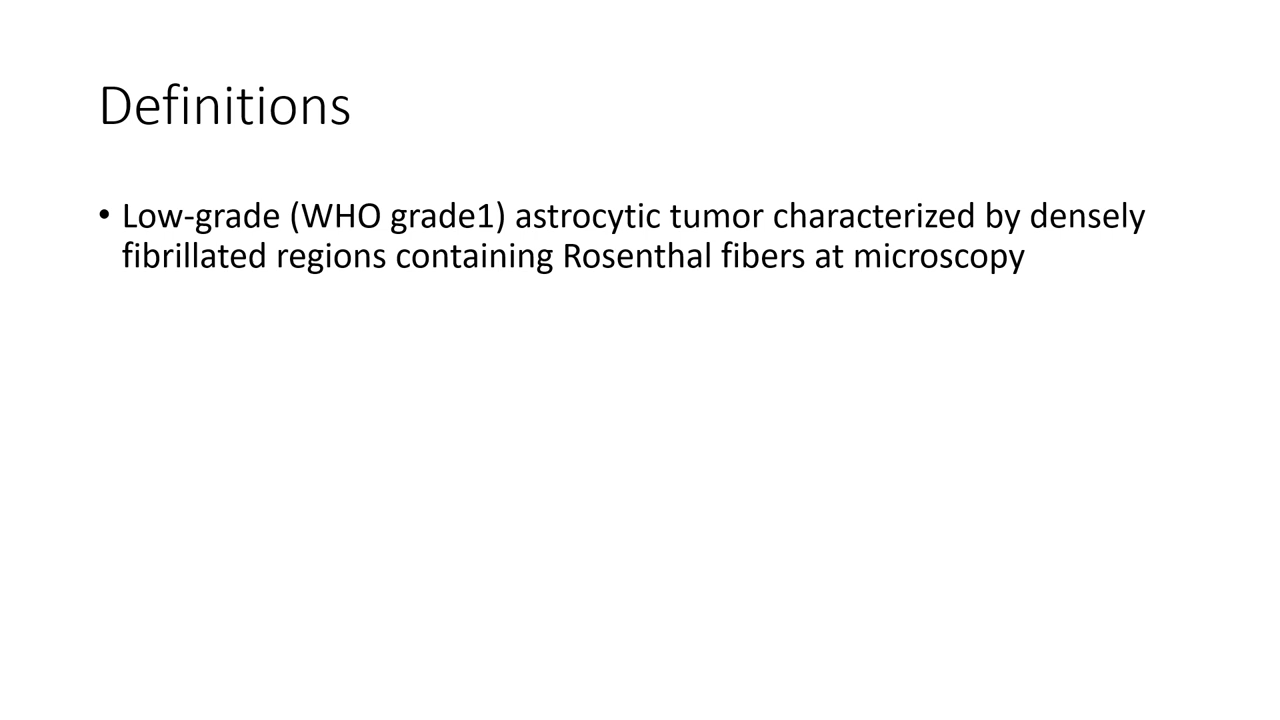 Definitions
• Low-grade (WHO grade1) astrocytic tumor characterized by densely
fibrillated regions containing Rosenthal fibers at microscopy